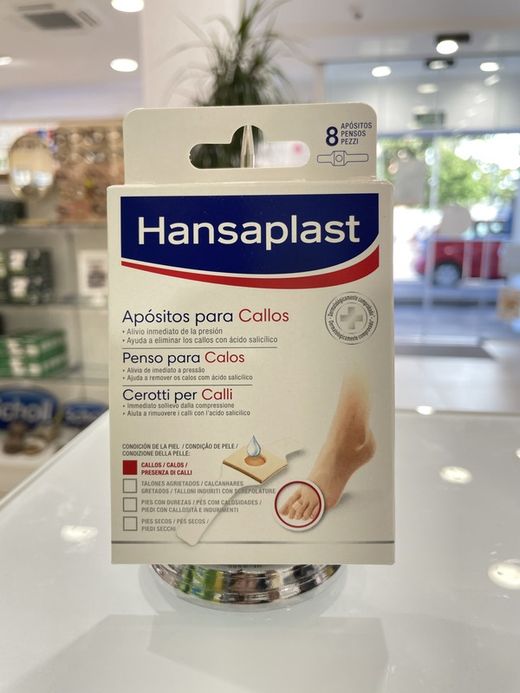 8 APÓSITOS
PENSOS
PEZZI
Hansaplast
Apósitos para Callos
• Alivio inmediato de la presión
• Ayuda a eliminar los callos con ácido salicílico
Penso para Calos
• Alívia de imediato a pressão
• Ajuda a remover os calos com ácido salicílico
Cerotti per Calli
• Immediato sollievo dalla compressione
• Aiuta a rimuovere i calli con l'acido salicilico
Dermatológicamente comprobado
CONDICIÓN DE LA PIEL / CONDIÇÃO DE PELE /
CONDIZIONE DELLA PELLE:
CALLOS / CALOS /
PRESENZA DI CALLI
TALONES AGRIETADOS / CALCANHARES
GRETADOS / TALLONI INDURITI CON SCREPOLATURE
PIES CON DUREZAS / PÉS COM CALOSIDADES /
PIEDI CON CALLOSITÀ E INDURIMENTI
PIES SECOS / PÉS SECOS /
PIEDI SECCHI
Scholl